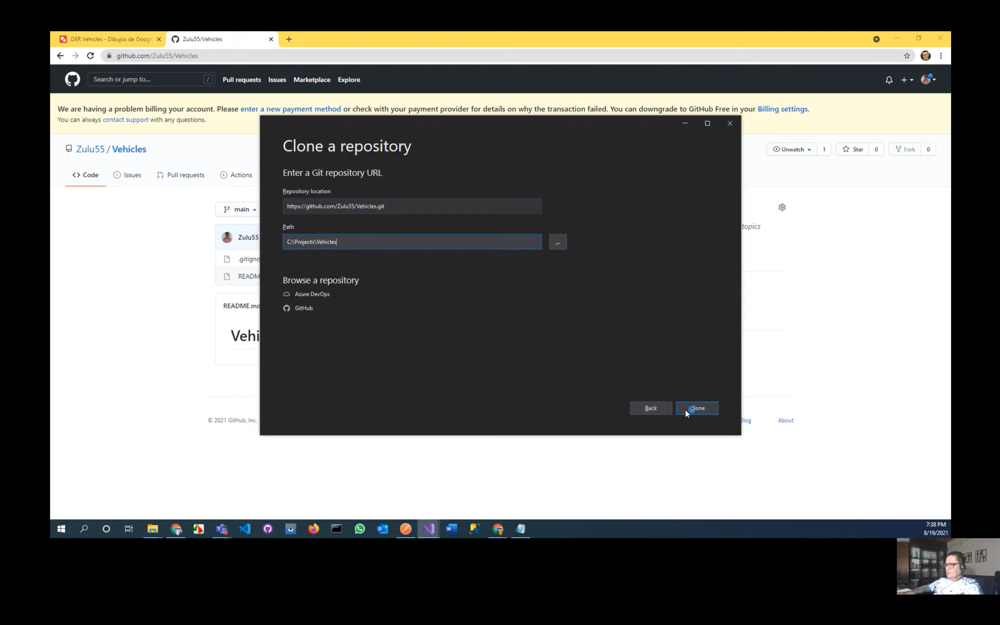 DER Vehicles - Dibujos de Googl
Zulu55/Vehicles
github.com/Zulu55/Vehicles
Search or jump to...
/
Pull requests
Issues
Marketplace
Explore
We are having a problem billing your account. Please enter a new payment method or check with your payment provider for details on why the transaction failed. You can downgrade to GitHub Free in your Billing settings.
You can always contact support with any questions.
Zulu55 / Vehicles
Unwatch
1
Star
0
Fork
0
Code
Issues
Pull requests
Actions
main
Zulu55
.gitigno
READM
README.md
Vehi
topics
© 2021 GitHub, Inc.
Blog
About
Clone a repository
Enter a Git repository URL
Repository location
https://github.com/Zulu55/Vehicles.git
Path
C:\Projects\Vehicles
...
Browse a repository
Azure DevOps
GitHub
Back
Clone
7:38 PM
8/19/2021